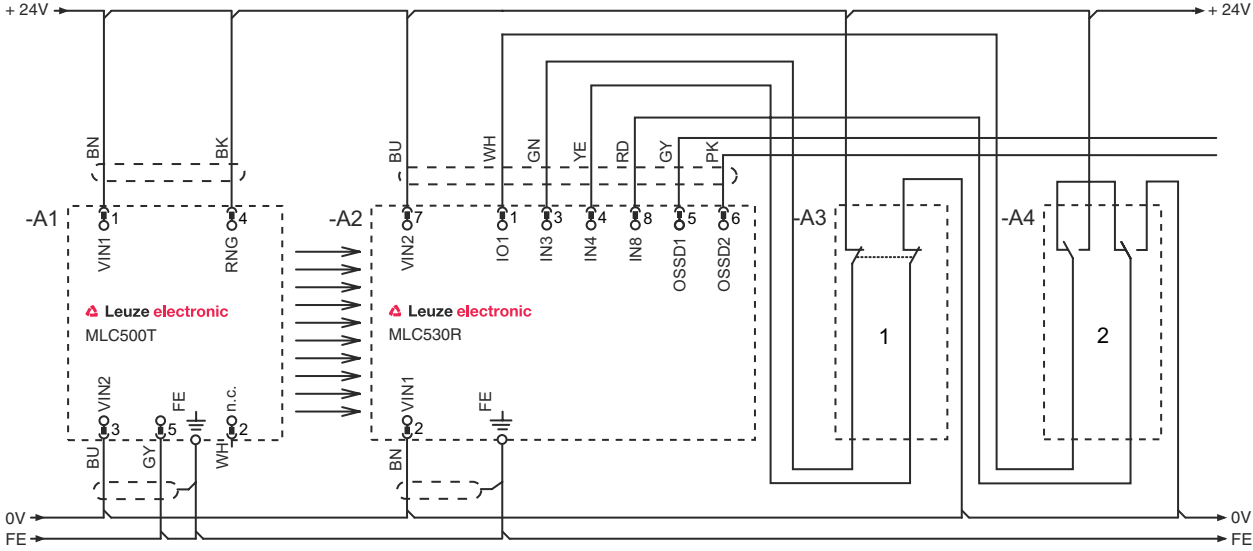 + 24V
+ 24V
BN
BK
BU
WH
GN
YE
RD
GY
PK
-A1
1
4
-A2
7
1
3
4
8
5
6
-A3
-A4
VIN1
RNG
VIN2
IO1
IN3
IN4
IN8
OSSD1
OSSD2
Leuze electronic
MLC500T
Leuze electronic
MLC530R
1
2
VIN2
FE
n.c.
VIN1
FE
3
5
2
2
BU
GY
WH
BN
0V
0V
FE
FE